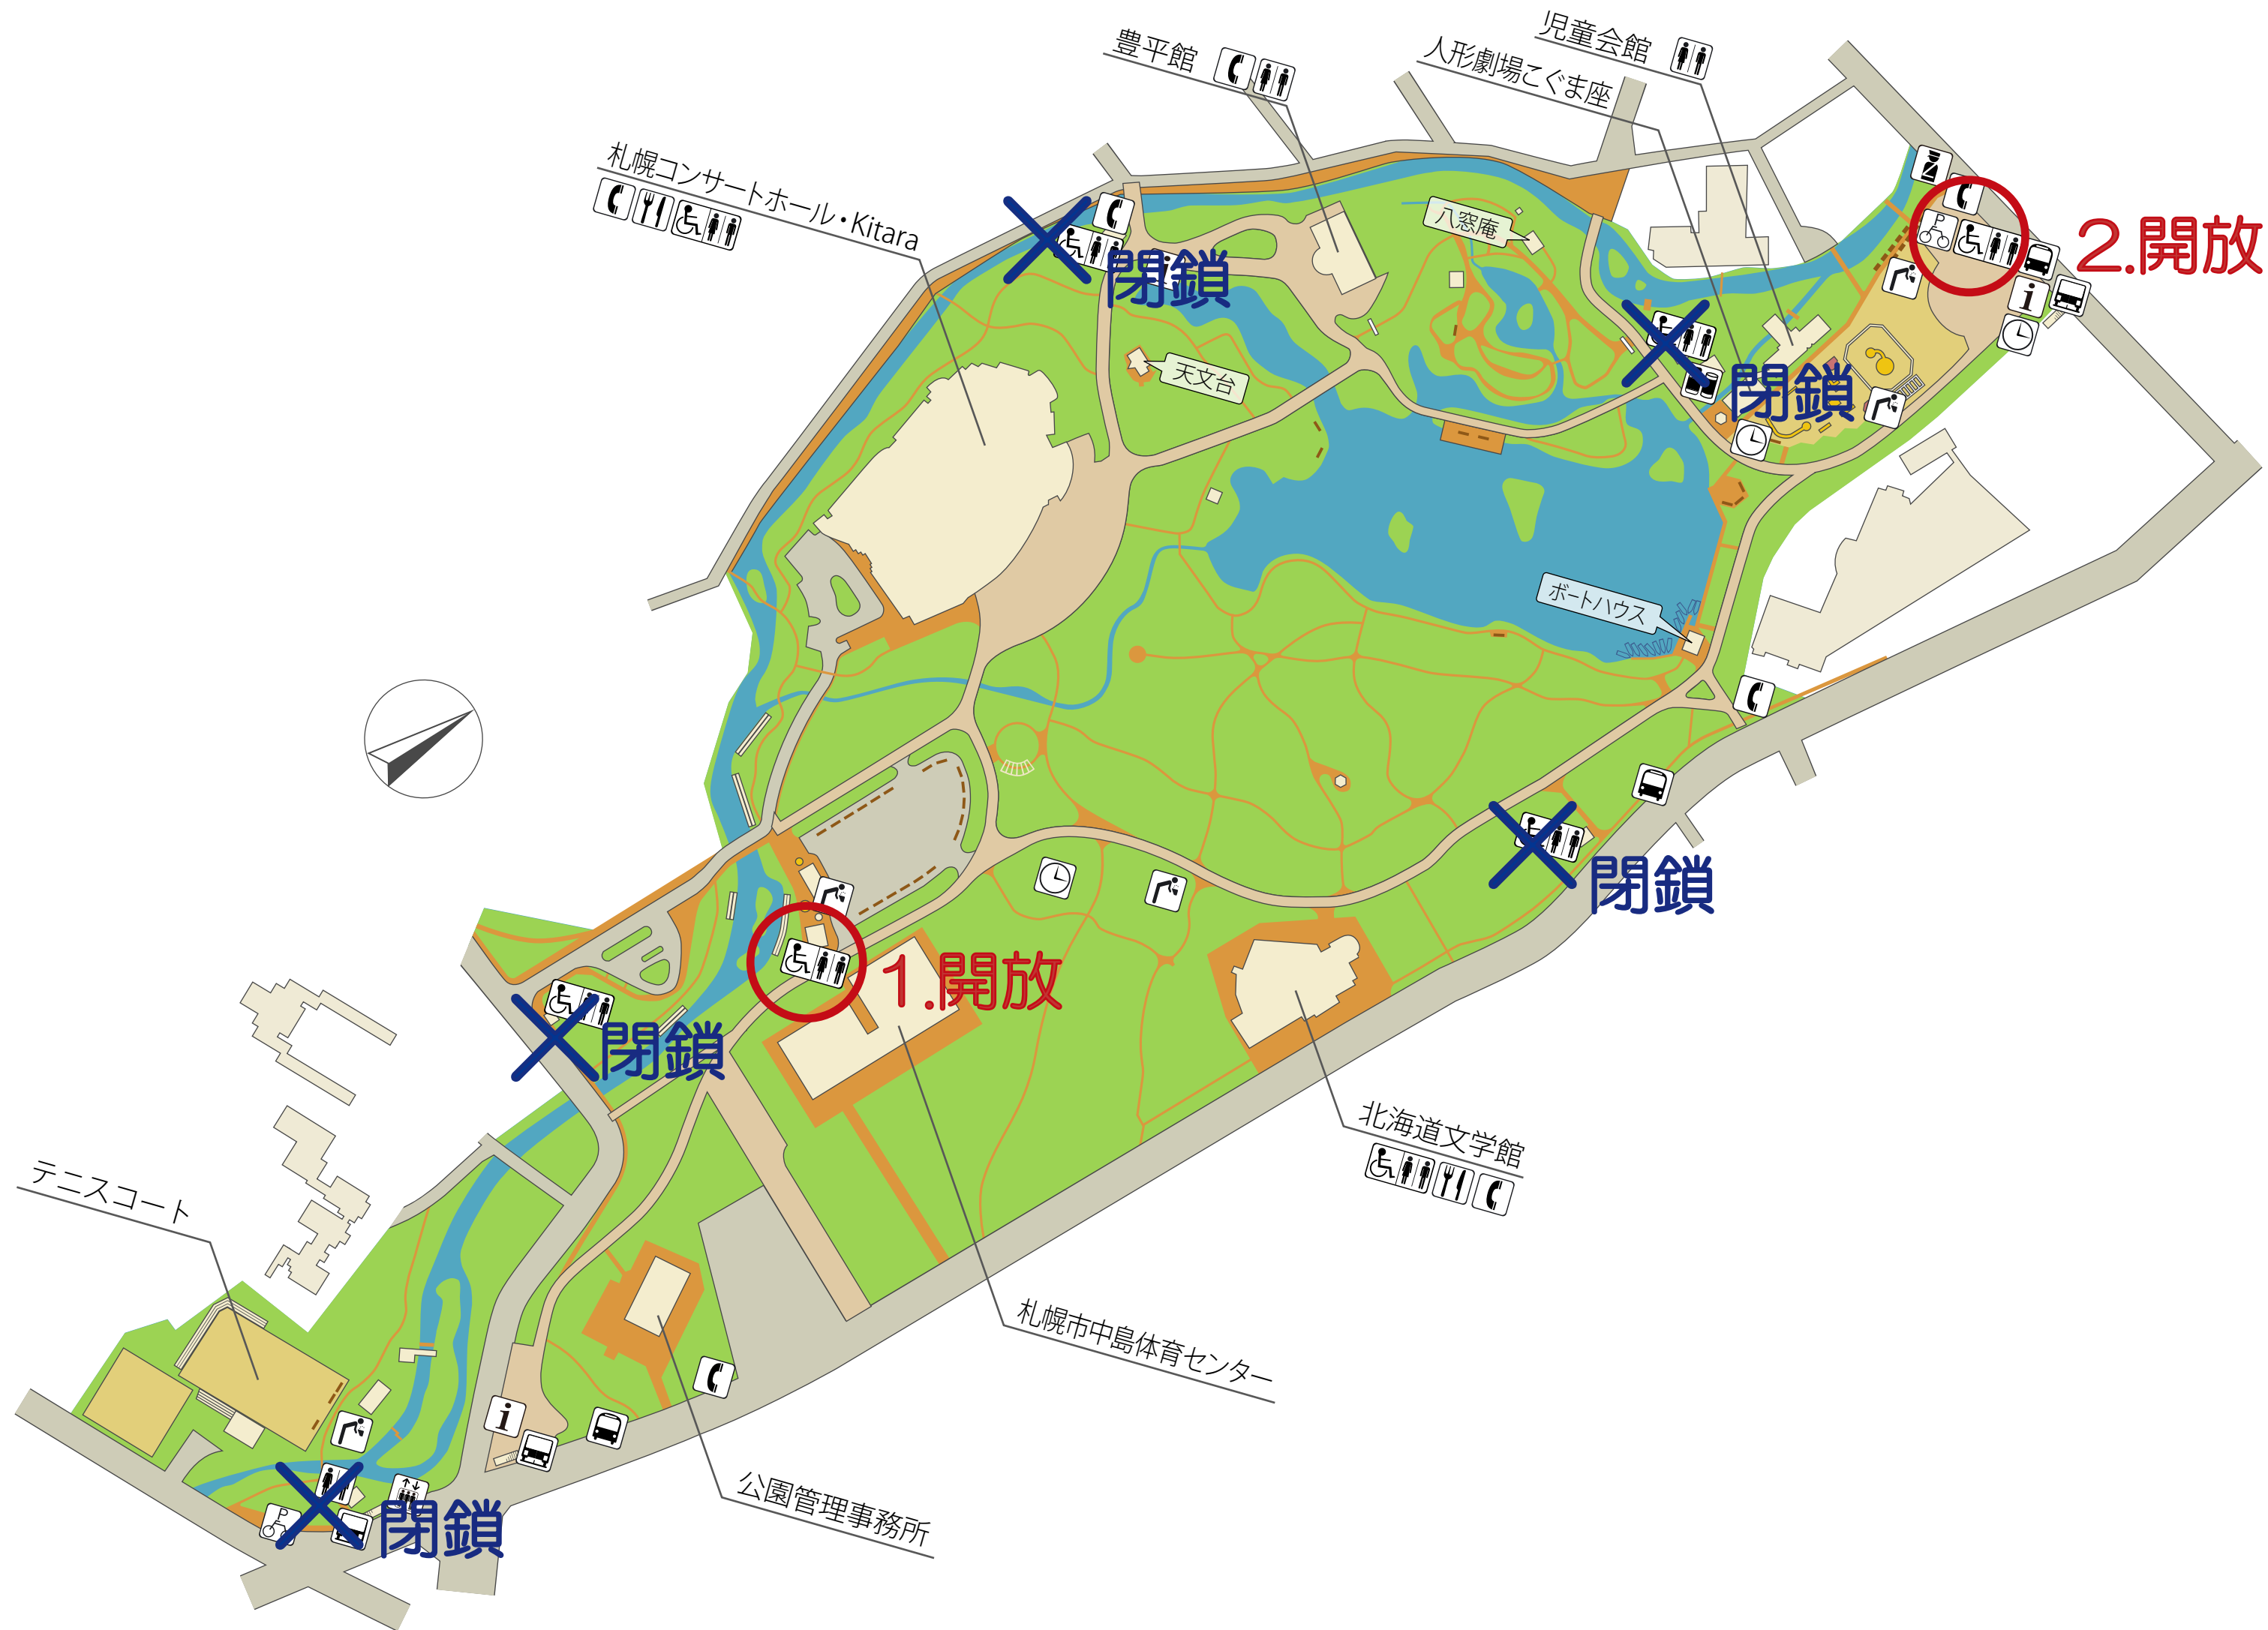 児童会館
豊平館
人形劇場こぐま座
札幌コンサートホール・Kitara
八窓庵
P
2.開放
i
閉鎖
天文台
閉鎖
ボートハウス
閉鎖
1.開放
閉鎖
北海道文学館
テニスコート
札幌市中島体育センター
i
公園管理事務所
P
閉鎖